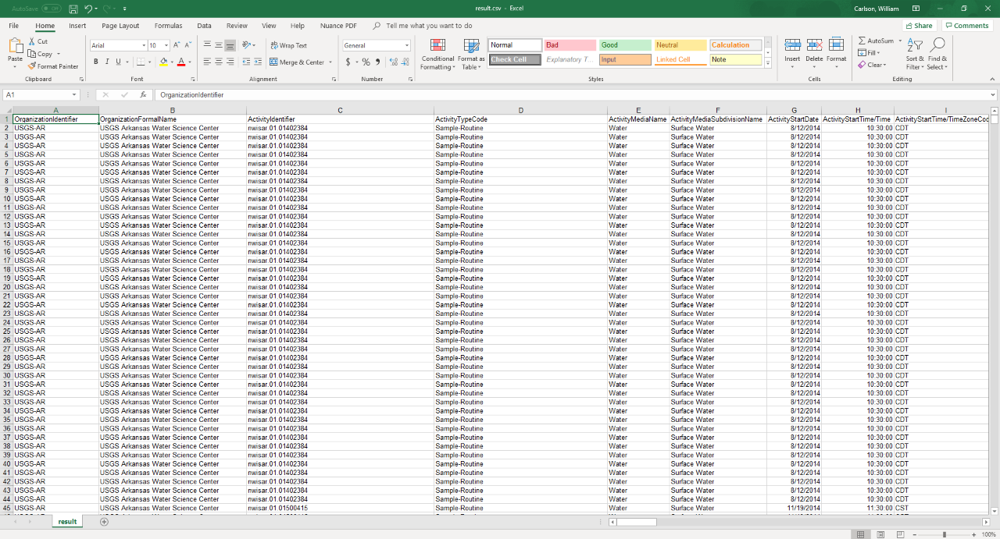 AutoSave Off result.csv - Excel Carlson, William
File Home Insert Page Layout Formulas Data Review View Help Nuance PDF Tell me what you want to do Share Comments
Cut Arial 10 Wrap Text General Normal Bad Good Neutral Calculation AutoSum
Paste Copy Fill
Format Painter B I U A Merge & Center $ % Conditional Formatting Format as Table Check Cell Explanatory T... Input Linked Cell Note Insert Delete Format Clear Sort & Filter Find & Select
Clipboard Font Alignment Number Styles Cells Editing
A1 fx OrganizationIdentifier
A B C D E F G H I
1 OrganizationIdentifier OrganizationFormalName ActivityIdentifier ActivityTypeCode ActivityMediaName ActivityMediaSubdivisionName ActivityStartDate ActivityStartTime/Time ActivityStartTime/TimeZoneCod
2 USGS-AR USGS Arkansas Water Science Center nwisar.01.01402384 Sample-Routine Water Surface Water 8/12/2014 10:30:00 CDT
3 USGS-AR USGS Arkansas Water Science Center nwisar.01.01402384 Sample-Routine Water Surface Water 8/12/2014 10:30:00 CDT
4 USGS-AR USGS Arkansas Water Science Center nwisar.01.01402384 Sample-Routine Water Surface Water 8/12/2014 10:30:00 CDT
5 USGS-AR USGS Arkansas Water Science Center nwisar.01.01402384 Sample-Routine Water Surface Water 8/12/2014 10:30:00 CDT
6 USGS-AR USGS Arkansas Water Science Center nwisar.01.01402384 Sample-Routine Water Surface Water 8/12/2014 10:30:00 CDT
7 USGS-AR USGS Arkansas Water Science Center nwisar.01.01402384 Sample-Routine Water Surface Water 8/12/2014 10:30:00 CDT
8 USGS-AR USGS Arkansas Water Science Center nwisar.01.01402384 Sample-Routine Water Surface Water 8/12/2014 10:30:00 CDT
9 USGS-AR USGS Arkansas Water Science Center nwisar.01.01402384 Sample-Routine Water Surface Water 8/12/2014 10:30:00 CDT
10 USGS-AR USGS Arkansas Water Science Center nwisar.01.01402384 Sample-Routine Water Surface Water 8/12/2014 10:30:00 CDT
11 USGS-AR USGS Arkansas Water Science Center nwisar.01.01402384 Sample-Routine Water Surface Water 8/12/2014 10:30:00 CDT
12 USGS-AR USGS Arkansas Water Science Center nwisar.01.01402384 Sample-Routine Water Surface Water 8/12/2014 10:30:00 CDT
13 USGS-AR USGS Arkansas Water Science Center nwisar.01.01402384 Sample-Routine Water Surface Water 8/12/2014 10:30:00 CDT
14 USGS-AR USGS Arkansas Water Science Center nwisar.01.01402384 Sample-Routine Water Surface Water 8/12/2014 10:30:00 CDT
15 USGS-AR USGS Arkansas Water Science Center nwisar.01.01402384 Sample-Routine Water Surface Water 8/12/2014 10:30:00 CDT
16 USGS-AR USGS Arkansas Water Science Center nwisar.01.01402384 Sample-Routine Water Surface Water 8/12/2014 10:30:00 CDT
17 USGS-AR USGS Arkansas Water Science Center nwisar.01.01402384 Sample-Routine Water Surface Water 8/12/2014 10:30:00 CDT
18 USGS-AR USGS Arkansas Water Science Center nwisar.01.01402384 Sample-Routine Water Surface Water 8/12/2014 10:30:00 CDT
19 USGS-AR USGS Arkansas Water Science Center nwisar.01.01402384 Sample-Routine Water Surface Water 8/12/2014 10:30:00 CDT
20 USGS-AR USGS Arkansas Water Science Center nwisar.01.01402384 Sample-Routine Water Surface Water 8/12/2014 10:30:00 CDT
21 USGS-AR USGS Arkansas Water Science Center nwisar.01.01402384 Sample-Routine Water Surface Water 8/12/2014 10:30:00 CDT
22 USGS-AR USGS Arkansas Water Science Center nwisar.01.01402384 Sample-Routine Water Surface Water 8/12/2014 10:30:00 CDT
23 USGS-AR USGS Arkansas Water Science Center nwisar.01.01402384 Sample-Routine Water Surface Water 8/12/2014 10:30:00 CDT
24 USGS-AR USGS Arkansas Water Science Center nwisar.01.01402384 Sample-Routine Water Surface Water 8/12/2014 10:30:00 CDT
25 USGS-AR USGS Arkansas Water Science Center nwisar.01.01402384 Sample-Routine Water Surface Water 8/12/2014 10:30:00 CDT
26 USGS-AR USGS Arkansas Water Science Center nwisar.01.01402384 Sample-Routine Water Surface Water 8/12/2014 10:30:00 CDT
27 USGS-AR USGS Arkansas Water Science Center nwisar.01.01402384 Sample-Routine Water Surface Water 8/12/2014 10:30:00 CDT
28 USGS-AR USGS Arkansas Water Science Center nwisar.01.01402384 Sample-Routine Water Surface Water 8/12/2014 10:30:00 CDT
29 USGS-AR USGS Arkansas Water Science Center nwisar.01.01402384 Sample-Routine Water Surface Water 8/12/2014 10:30:00 CDT
30 USGS-AR USGS Arkansas Water Science Center nwisar.01.01402384 Sample-Routine Water Surface Water 8/12/2014 10:30:00 CDT
31 USGS-AR USGS Arkansas Water Science Center nwisar.01.01402384 Sample-Routine Water Surface Water 8/12/2014 10:30:00 CDT
32 USGS-AR USGS Arkansas Water Science Center nwisar.01.01402384 Sample-Routine Water Surface Water 8/12/2014 10:30:00 CDT
33 USGS-AR USGS Arkansas Water Science Center nwisar.01.01402384 Sample-Routine Water Surface Water 8/12/2014 10:30:00 CDT
34 USGS-AR USGS Arkansas Water Science Center nwisar.01.01402384 Sample-Routine Water Surface Water 8/12/2014 10:30:00 CDT
35 USGS-AR USGS Arkansas Water Science Center nwisar.01.01402384 Sample-Routine Water Surface Water 8/12/2014 10:30:00 CDT
36 USGS-AR USGS Arkansas Water Science Center nwisar.01.01402384 Sample-Routine Water Surface Water 8/12/2014 10:30:00 CDT
37 USGS-AR USGS Arkansas Water Science Center nwisar.01.01402384 Sample-Routine Water Surface Water 8/12/2014 10:30:00 CDT
38 USGS-AR USGS Arkansas Water Science Center nwisar.01.01402384 Sample-Routine Water Surface Water 8/12/2014 10:30:00 CDT
39 USGS-AR USGS Arkansas Water Science Center nwisar.01.01402384 Sample-Routine Water Surface Water 8/12/2014 10:30:00 CDT
40 USGS-AR USGS Arkansas Water Science Center nwisar.01.01402384 Sample-Routine Water Surface Water 8/12/2014 10:30:00 CDT
41 USGS-AR USGS Arkansas Water Science Center nwisar.01.01402384 Sample-Routine Water Surface Water 8/12/2014 10:30:00 CDT
42 USGS-AR USGS Arkansas Water Science Center nwisar.01.01402384 Sample-Routine Water Surface Water 8/12/2014 10:30:00 CDT
43 USGS-AR USGS Arkansas Water Science Center nwisar.01.01402384 Sample-Routine Water Surface Water 8/12/2014 10:30:00 CDT
44 USGS-AR USGS Arkansas Water Science Center nwisar.01.01402384 Sample-Routine Water Surface Water 8/12/2014 10:30:00 CDT
45 USGS-AR USGS Arkansas Water Science Center nwisar.01.01500415 Sample-Routine Water Surface Water 11/19/2014 11:30:00 CST
result
100%